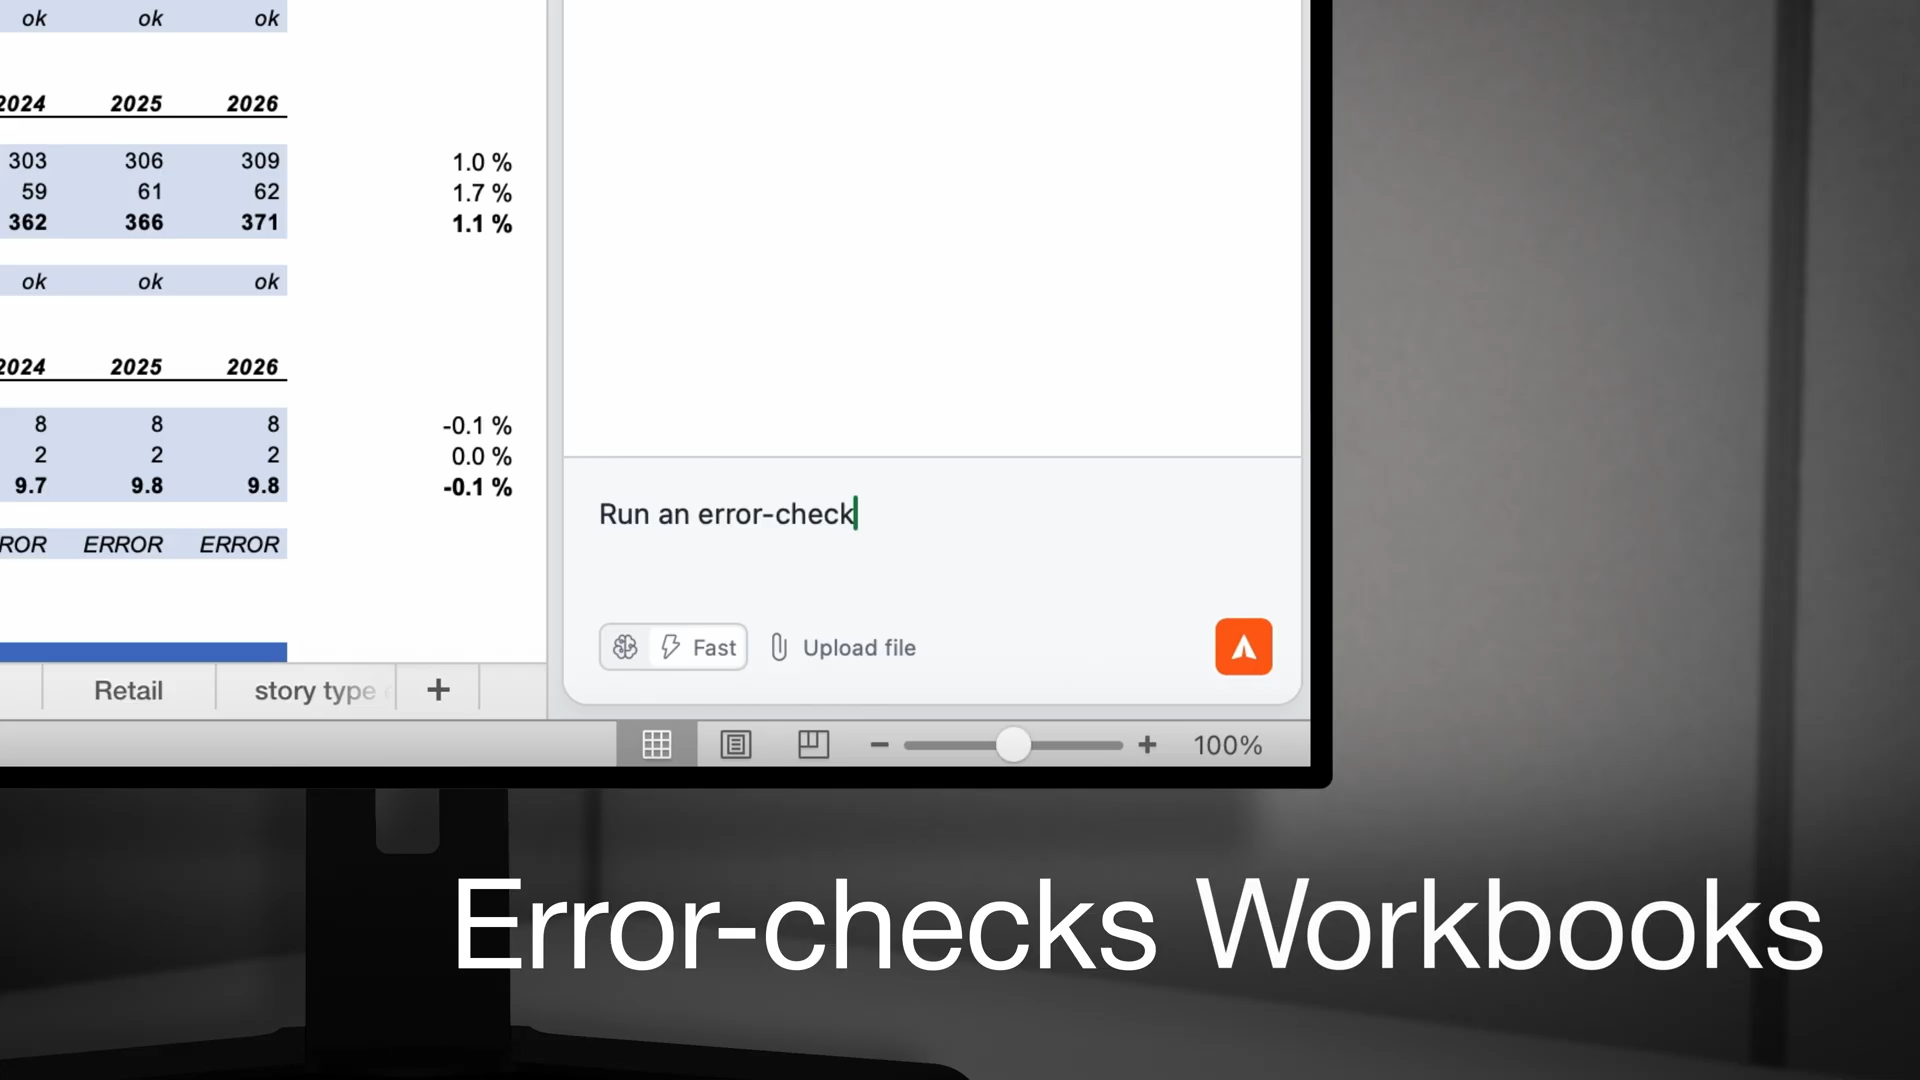 ok ok ok
2024 2025 2026
303 306 309 1.0 %
59 61 62 1.7 %
362 366 371 1.1 %
ok ok ok
2024 2025 2026
8 8 8 -0.1 %
2 2 2 0.0 %
9.7 9.8 9.8 -0.1 %
ROR ERROR ERROR
Run an error-check
Fast Upload file
Retail story type +
100%
Error-checks Workbooks